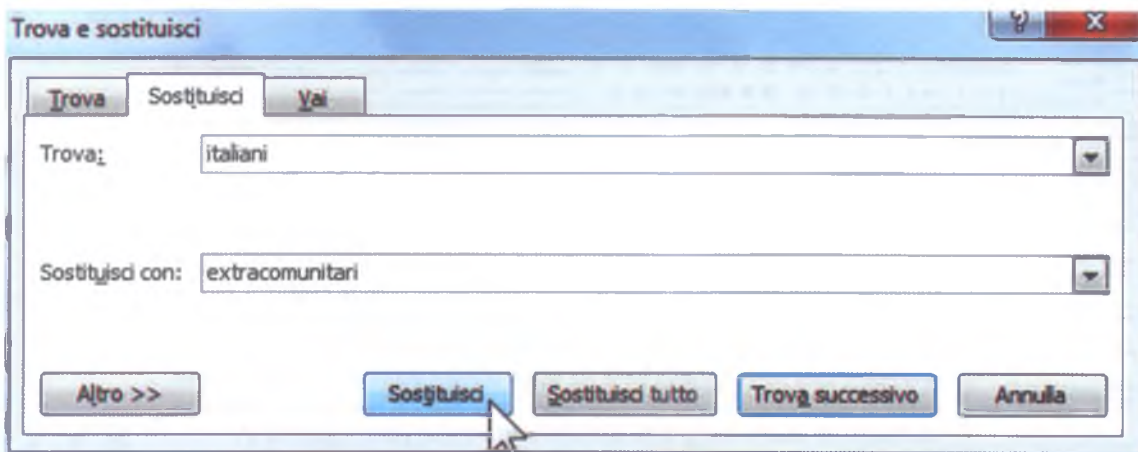 Trova e sostituisci
Trova Sostituisci Vai
Trova: italiani
Sostituisci con: extracomunitari
Altro >> Sostituisci Sostituisci tutto Trova successivo Annulla